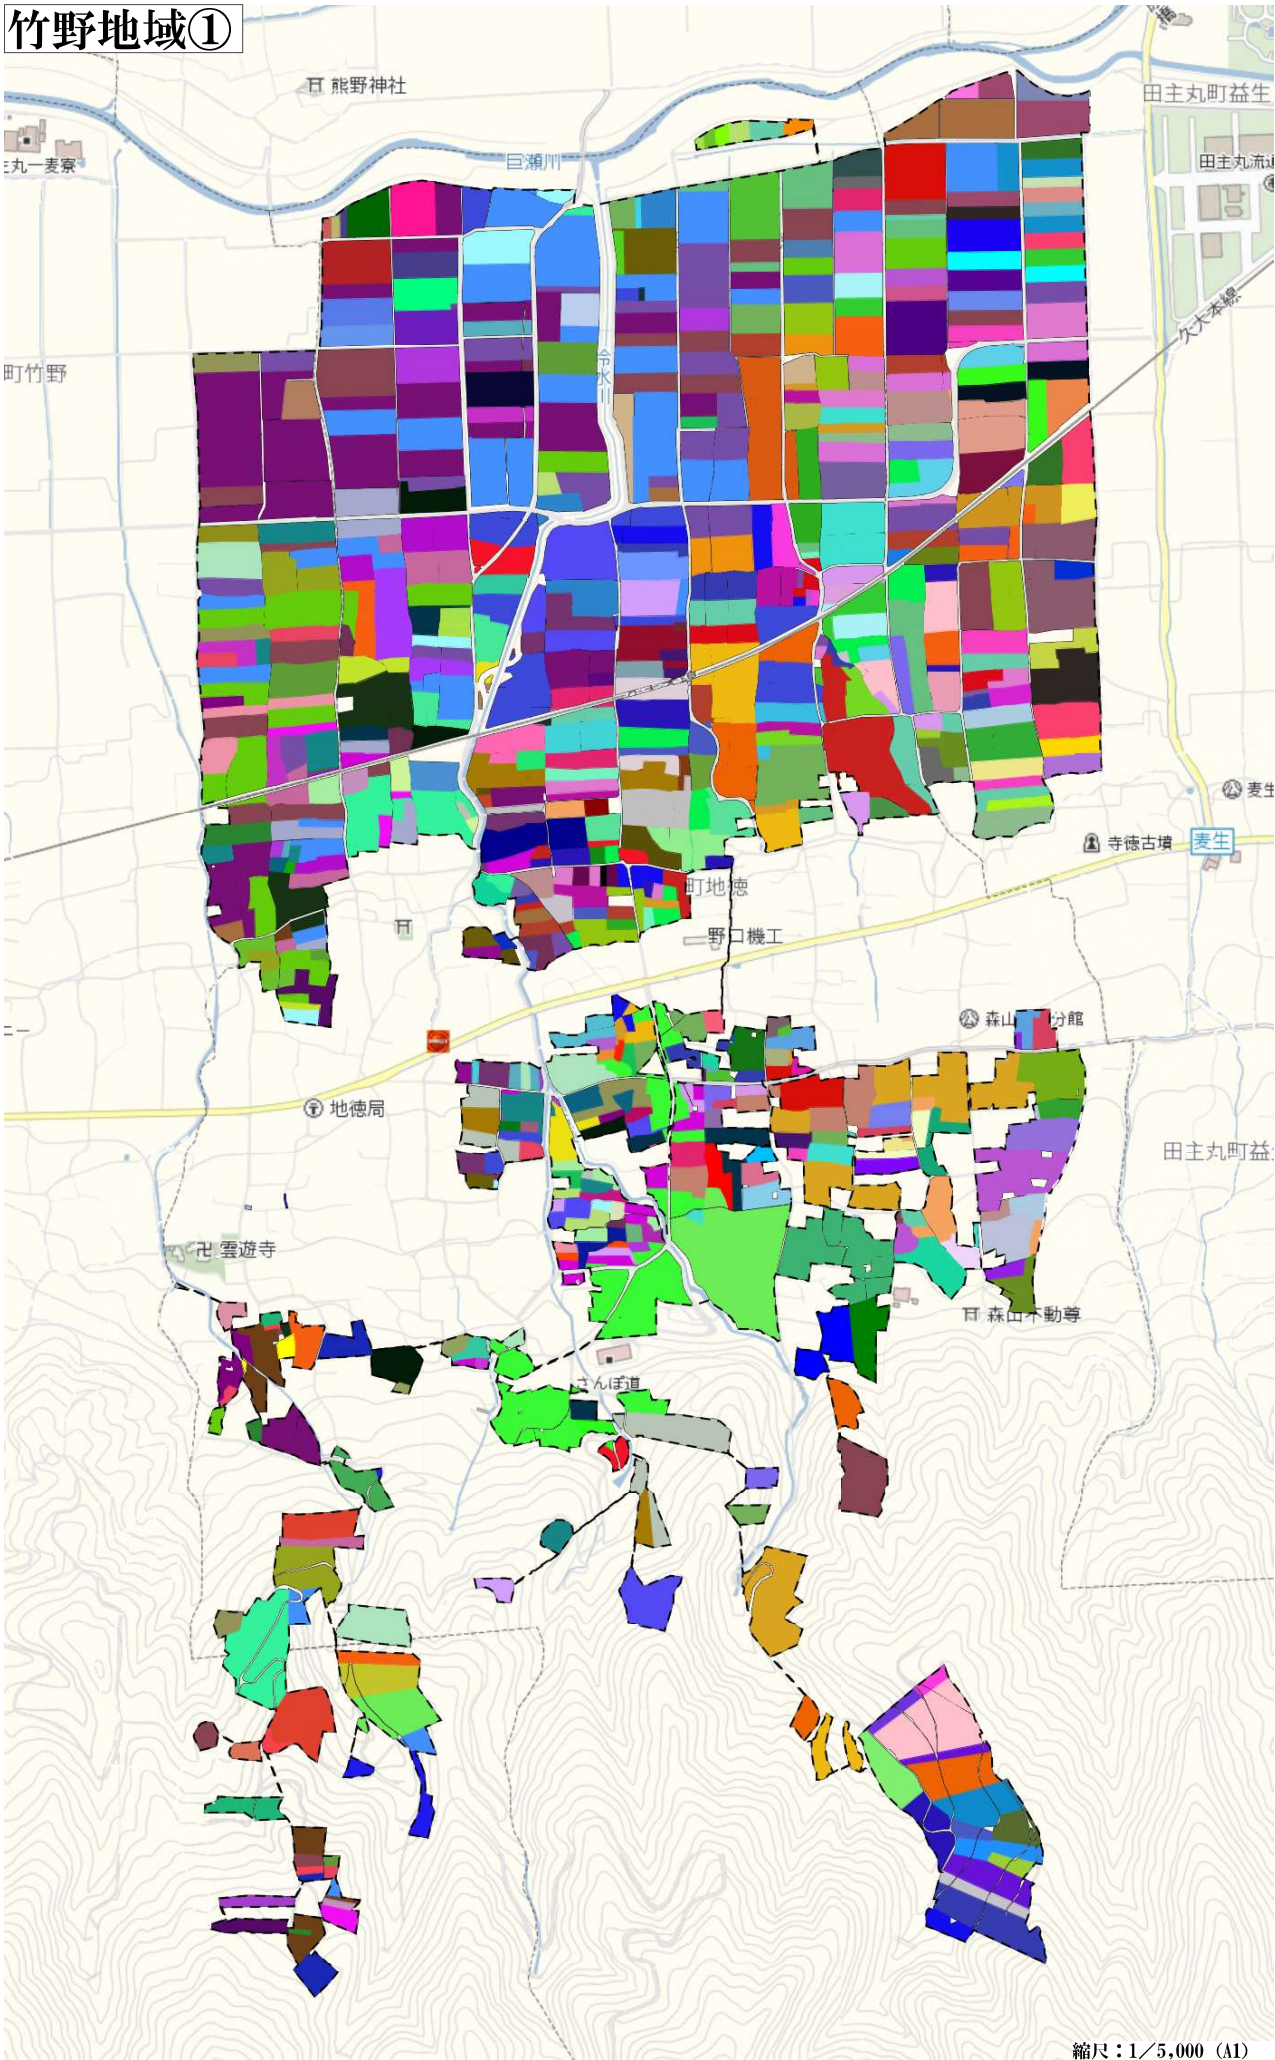 竹野地域①
熊野神社
田主丸町益生
主丸一麦寮
巨瀬川
田主丸流通
久大本線
町竹野
冷水川
麦生
寺徳古墳
麦生
町地徳
野口機工
森山 分館
地徳局
田主丸町益生
雲遊寺
森山不動尊
さんぽ道
縮尺：1／5,000（A1）